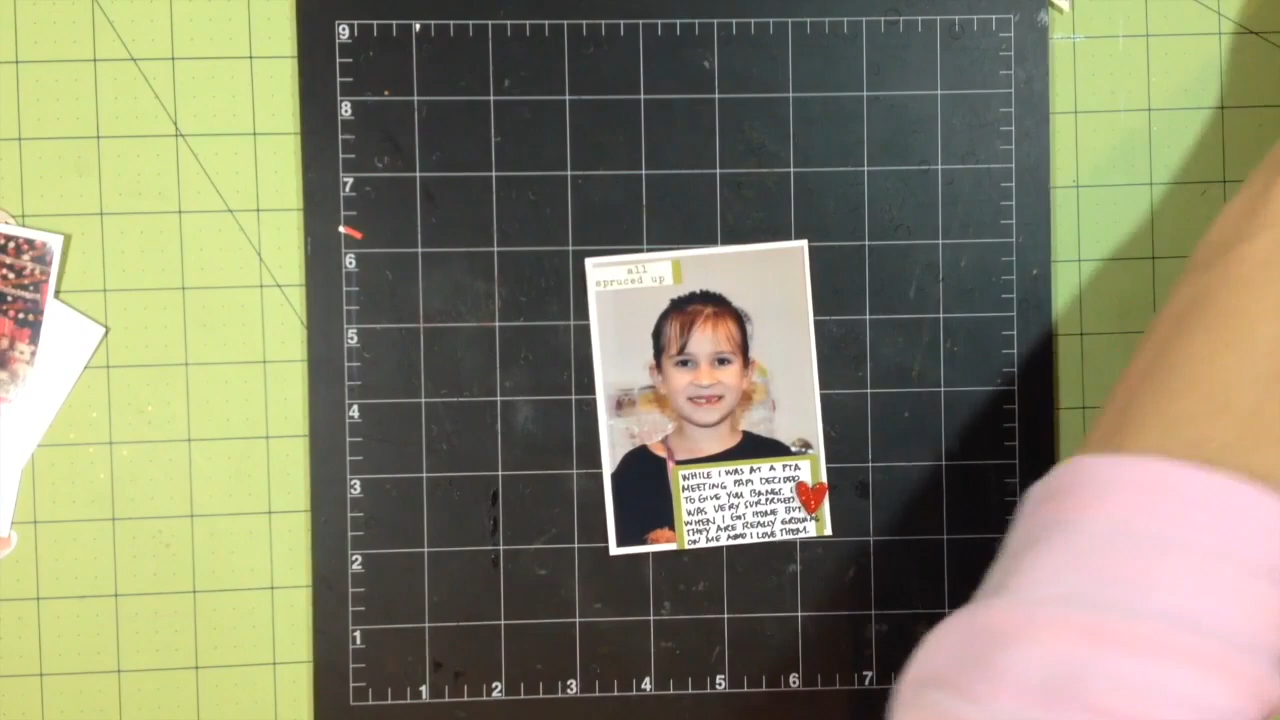 9
8
7
6
5
4
3
2
1
1 2 3 4 5 6 7
all
spruced up
WHILE I WAS AT A PTA
MEETING PAPI DECIDED
TO GIVE YOU BANGS. I
WAS VERY SURPRISED
WHEN I GOT HOME BUT
THEY ARE REALLY GROWING
ON ME AND I LOVE THEM.